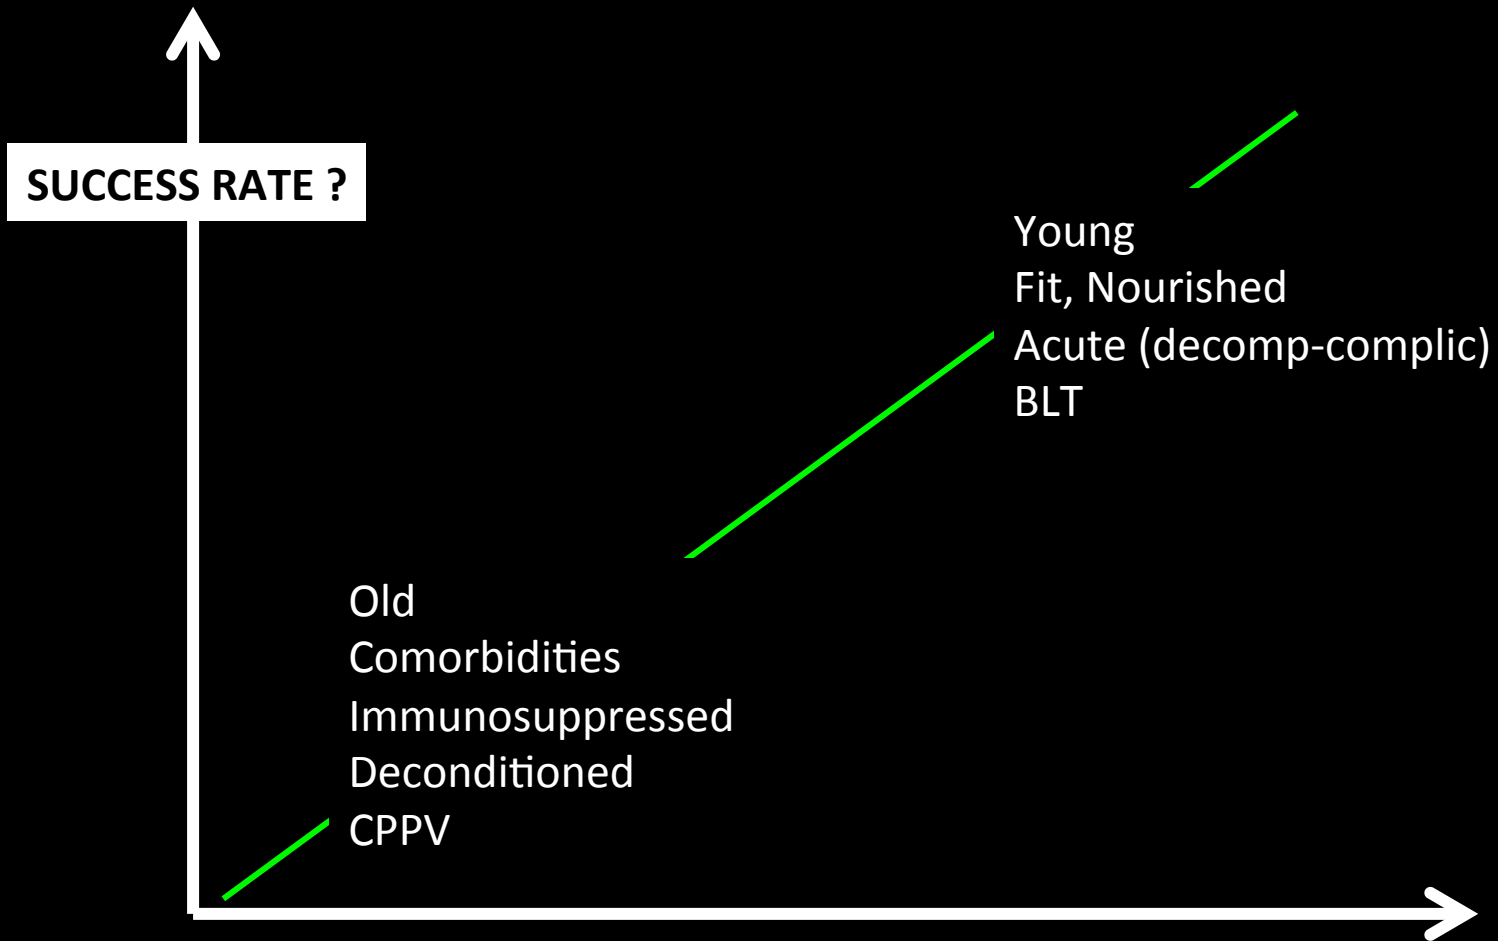 SUCCESS RATE ?
Young
Fit, Nourished
Acute (decomp-complic)
BLT
Old
Comorbidities
Immunosuppressed
Deconditioned
CPPV